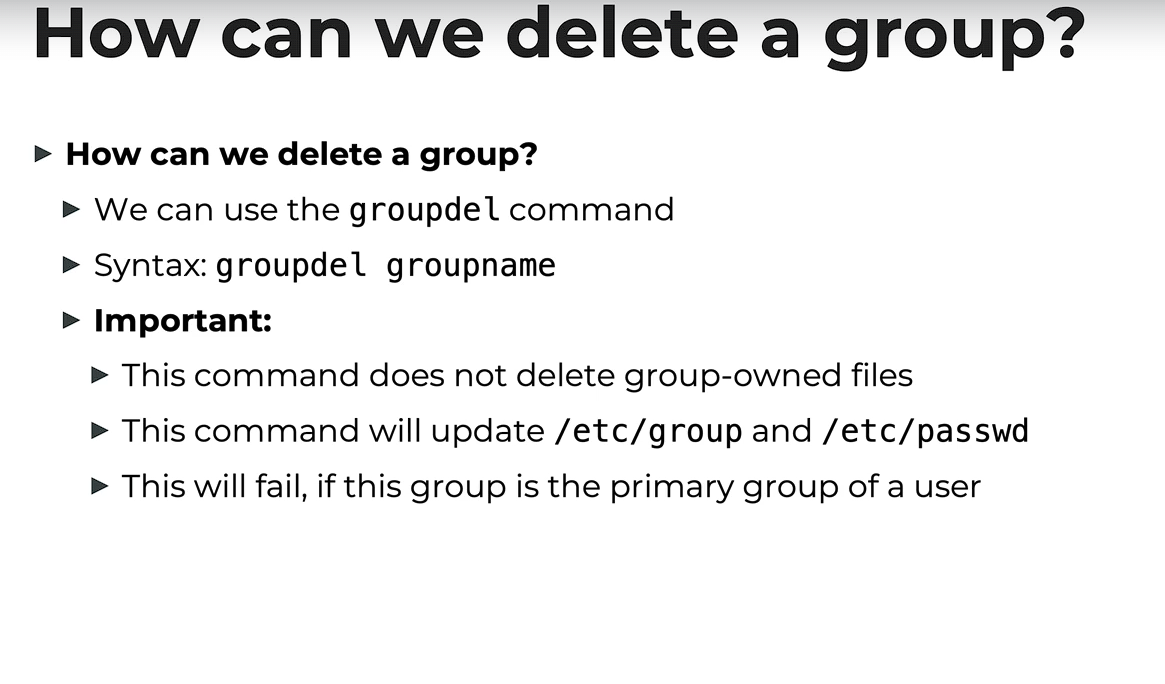 How can we delete a group?
How can we delete a group?
We can use the groupdel command
Syntax: groupdel groupname
Important:
This command does not delete group-owned files
This command will update /etc/group and /etc/passwd
This will fail, if this group is the primary group of a user